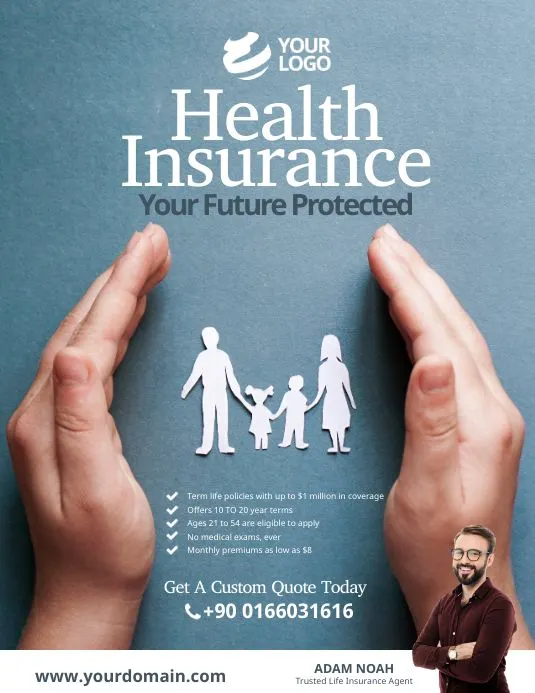 YOUR
LOGO
Health
Insurance
Your Future Protected
Term life policies with up to $1 million in coverage
Offers 10 TO 20 year terms
Ages 21 to 54 are eligible to apply
No medical exams, ever
Monthly premiums as low as $8
Get A Custom Quote Today
+90 0166031616
www.yourdomain.com
ADAM NOAH
Trusted Life Insurance Agent